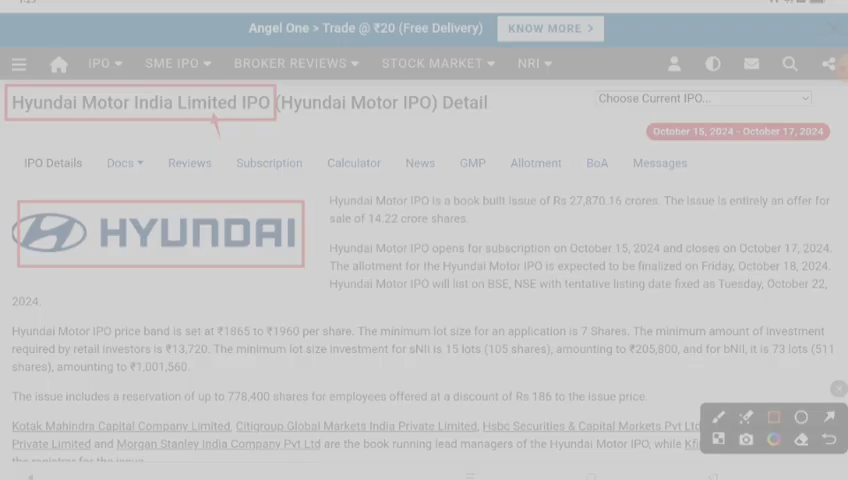 Angel One > Trade @ ₹20 (Free Delivery) KNOW MORE >
IPO SME IPO BROKER REVIEWS STOCK MARKET NRI
Hyundai Motor India Limited IPO (Hyundai Motor IPO) Detail
Choose Current IPO...
October 15, 2024 - October 17, 2024
IPO Details Docs Reviews Subscription Calculator News GMP Allotment BoA Messages
HYUNDAI
Hyundai Motor IPO is a book built issue of Rs 27,870.16 crores. The issue is entirely an offer for
sale of 14.22 crore shares.
Hyundai Motor IPO opens for subscription on October 15, 2024 and closes on October 17, 2024.
The allotment for the Hyundai Motor IPO is expected to be finalized on Friday, October 18, 2024.
Hyundai Motor IPO will list on BSE, NSE with tentative listing date fixed as Tuesday, October 22,
2024.
Hyundai Motor IPO price band is set at ₹1865 to ₹1960 per share. The minimum lot size for an application is 7 Shares. The minimum amount of investment
required by retail investors is ₹13,720. The minimum lot size investment for sNII is 15 lots (105 shares), amounting to ₹205,800, and for bNII, it is 73 lots (511
shares), amounting to ₹1,001,560.
The issue includes a reservation of up to 778,400 shares for employees offered at a discount of Rs 186 to the issue price.
Kotak Mahindra Capital Company Limited, Citigroup Global Markets India Private Limited, Hsbc Securities & Capital Markets Pvt Ltd
Private Limited and Morgan Stanley India Company Pvt Ltd are the book running lead managers of the Hyundai Motor IPO, while Kfi
the registrar for the issue.